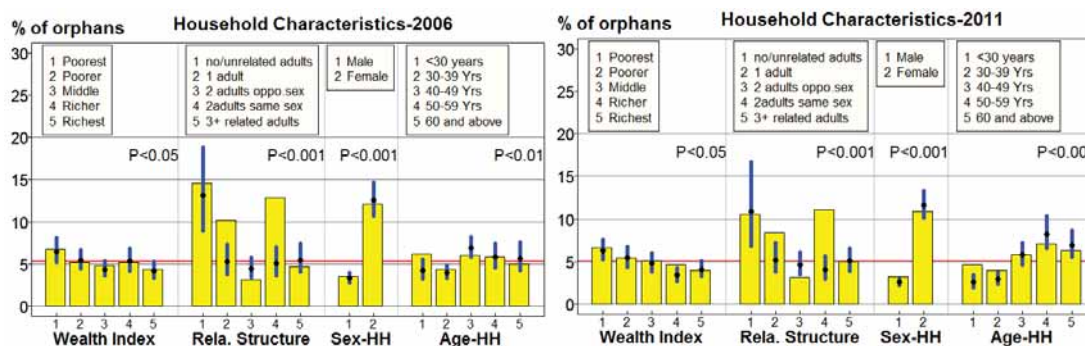 Household Characteristics-2006
% of orphans
30
25
20
15
10
5
0
1 Poorest
2 Poorer
3 Middle
4 Richer
5 Richest
1 no/unrelated adults
2 1 adult
3 2 adults oppo.sex
4 2adults same sex
5 3+ related adults
1 Male
2 Female
1 <30 years
2 30-39 Yrs
3 40-49 Yrs
4 50-59 Yrs
5 60 and above
P<0.05
P<0.001
P<0.001
P<0.01
1 2 3 4 5 1 2 3 4 5 1 2 1 2 3 4 5
Wealth Index Rela. Structure Sex-HH Age-HH
Household Characteristics-2011
% of orphans
30
25
20
15
10
5
0
1 Poorest
2 Poorer
3 Middle
4 Richer
5 Richest
1 no/unrelated adults
2 1 adult
3 2 adults oppo.sex
4 2adults same sex
5 3+ related adults
1 Male
2 Female
1 <30 years
2 30-39 Yrs
3 40-49 Yrs
4 50-59 Yrs
5 60 and above
P<0.05
P<0.001
P<0.001
P<0.00
1 2 3 4 5 1 2 3 4 5 1 2 1 2 3 4 5
Wealth Index Rela. Structure Sex-HH Age-HH